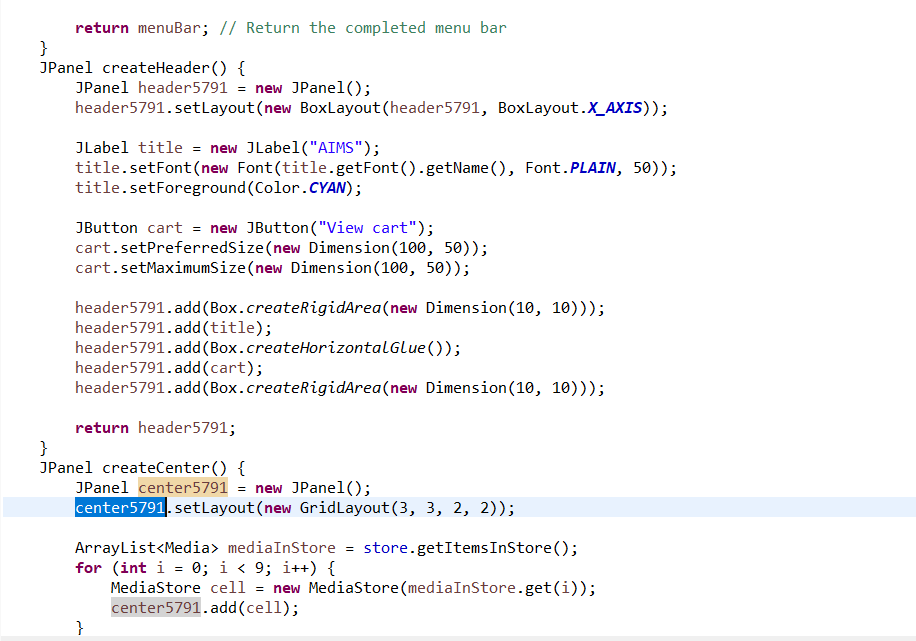 return menuBar; // Return the completed menu bar
}
JPanel createHeader() {
JPanel header5791 = new JPanel();
header5791.setLayout(new BoxLayout(header5791, BoxLayout.X_AXIS));
JLabel title = new JLabel("AIMS");
title.setFont(new Font(title.getFont().getName(), Font.PLAIN, 50));
title.setForeground(Color.CYAN);
JButton cart = new JButton("View cart");
cart.setPreferredSize(new Dimension(100, 50));
cart.setMaximumSize(new Dimension(100, 50));
header5791.add(Box.createRigidArea(new Dimension(10, 10)));
header5791.add(title);
header5791.add(Box.createHorizontalGlue());
header5791.add(cart);
header5791.add(Box.createRigidArea(new Dimension(10, 10)));
return header5791;
}
JPanel createCenter() {
JPanel center5791 = new JPanel();
center5791.setLayout(new GridLayout(3, 3, 2, 2));
ArrayList<Media> mediaInStore = store.getItemsInStore();
for (int i = 0; i < 9; i++) {
MediaStore cell = new MediaStore(mediaInStore.get(i));
center5791.add(cell);
}